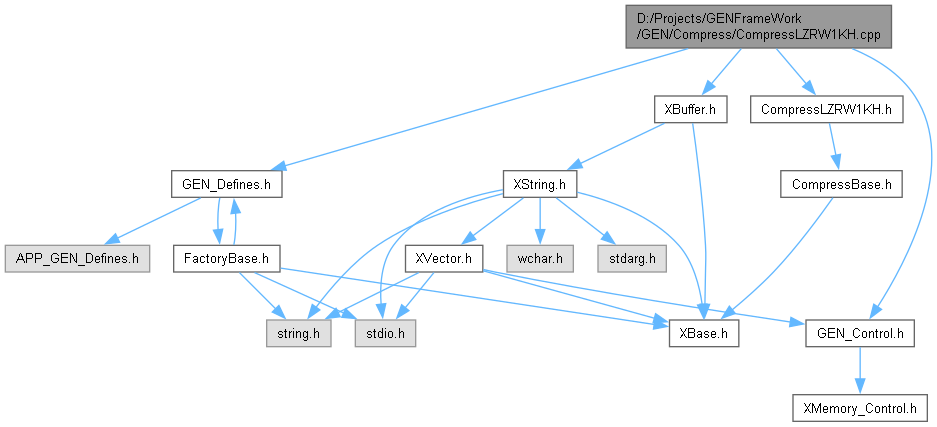 D:/Projects/GENFrameWork
/GEN/Compress/CompressLZRW1KH.cpp
XBuffer.h
CompressLZRW1KH.h
GEN_Defines.h
XString.h
CompressBase.h
APP_GEN_Defines.h
FactoryBase.h
XVector.h
wchar.h
stdarg.h
string.h
stdio.h
XBase.h
GEN_Control.h
XMemory_Control.h